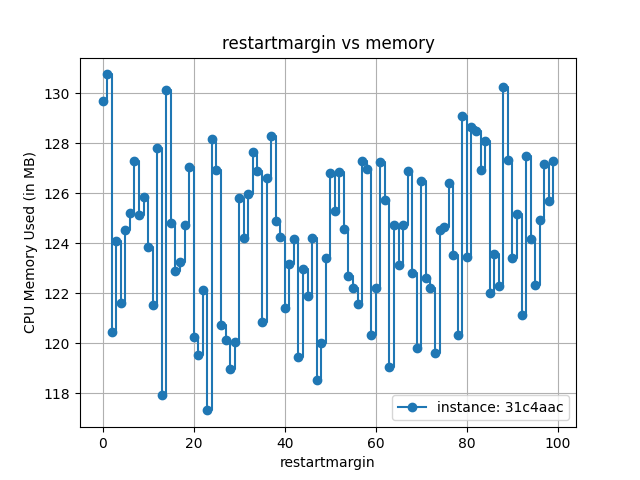 restartmargin vs memory
CPU Memory Used (in MB)
130
128
126
124
122
120
118
0 20 40 60 80 100
restartmargin
instance: 31c4aac